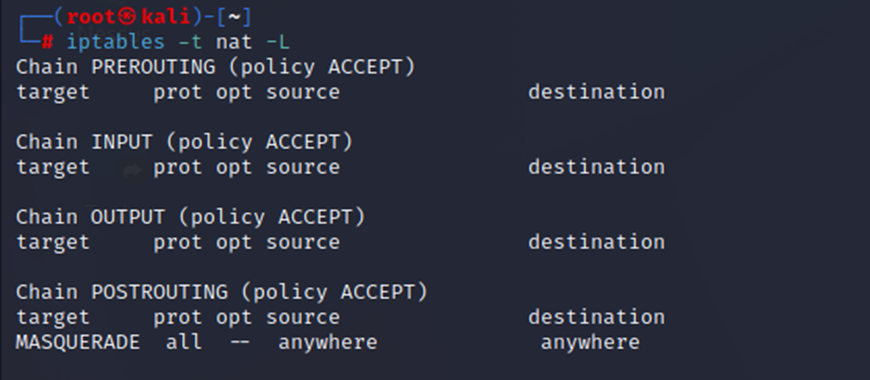 ┌──(root㉿kali)-[~]
└─# iptables -t nat -L
Chain PREROUTING (policy ACCEPT)
target     prot opt source               destination

Chain INPUT (policy ACCEPT)
target     prot opt source               destination

Chain OUTPUT (policy ACCEPT)
target     prot opt source               destination

Chain POSTROUTING (policy ACCEPT)
target     prot opt source               destination
MASQUERADE  all  --  anywhere             anywhere